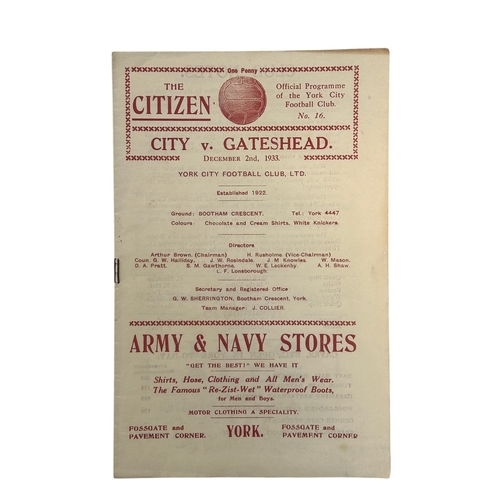 One Penny
THE CITIZEN
Official Programme
of the York City
Football Club.
No. 16.
CITY v. GATESHEAD.
DECEMBER 2nd, 1933.
YORK CITY FOOTBALL CLUB, LTD.
Established 1922.
Ground: BOOTHAM CRESCENT. Tel: York 4447
Colours: Chocolate and Cream Shirts, White Knickers.
Directors
Arthur Brown, (Chairman) H. Rusholme (Vice-Chairman)
Coun. G. W. Halliday, J. W. Rosindale J. M Knowles W. Mason,
D. A. Pratt, S. M. Gawthorne, W. E. Leckenby. A. H. Shaw.
L. F. Lonsborough.
Secretary and Registered Office
G. W. SHERRINGTON, Bootham Crescent, York.
Team Manager: J. COLLIER.
ARMY & NAVY STORES
"GET THE BEST!" WE HAVE IT
Shirts, Hose, Clothing and All Men's Wear.
The Famous "Re-Zist-Wet" Waterproof Boots,
for Men and Boys.
MOTOR CLOTHING A SPECIALITY.
FOSSGATE and PAVEMENT CORNER. YORK. FOSSGATE and PAVEMENT CORNER